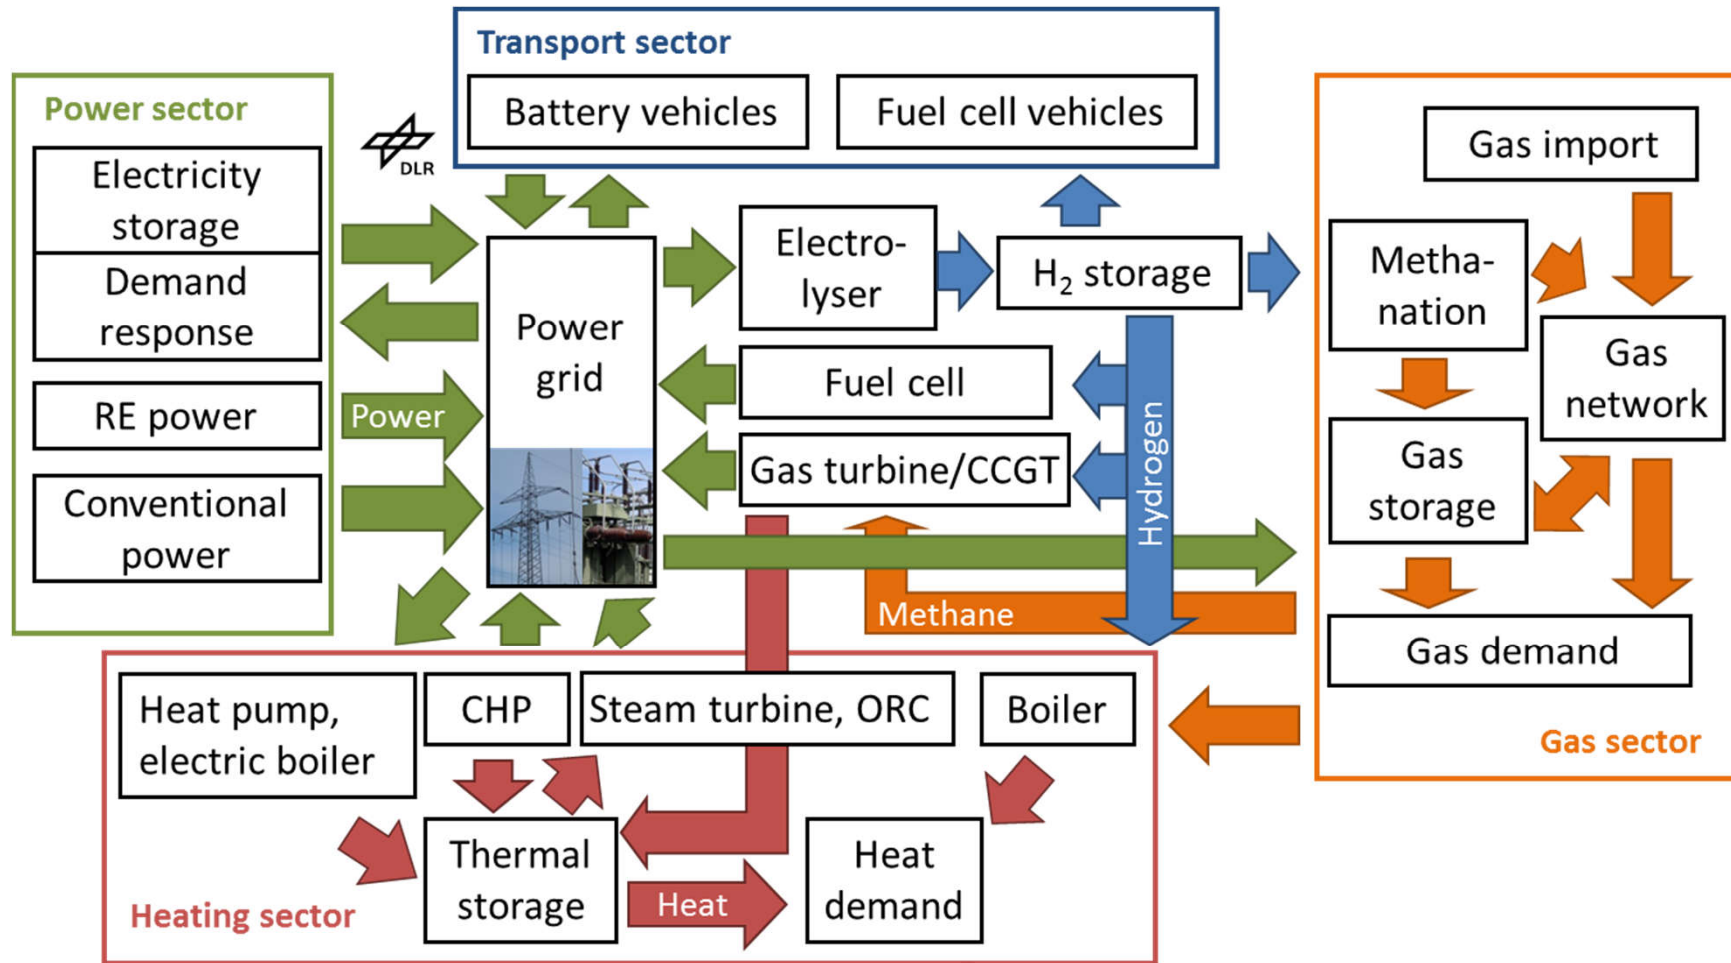 Transport sector
Battery vehicles
Fuel cell vehicles
Power sector
Electricity
storage
Demand
response
RE power
Conventional
power
DLR
Power
Power
grid
Electro-
lyser
H₂ storage
Fuel cell
Gas turbine/CCGT
Hydrogen
Methane
Gas import
Metha-
nation
Gas
network
Gas
storage
Gas demand
Gas sector
Heat pump,
electric boiler
CHP
Steam turbine, ORC
Boiler
Thermal
storage
Heat
Heat
demand
Heating sector